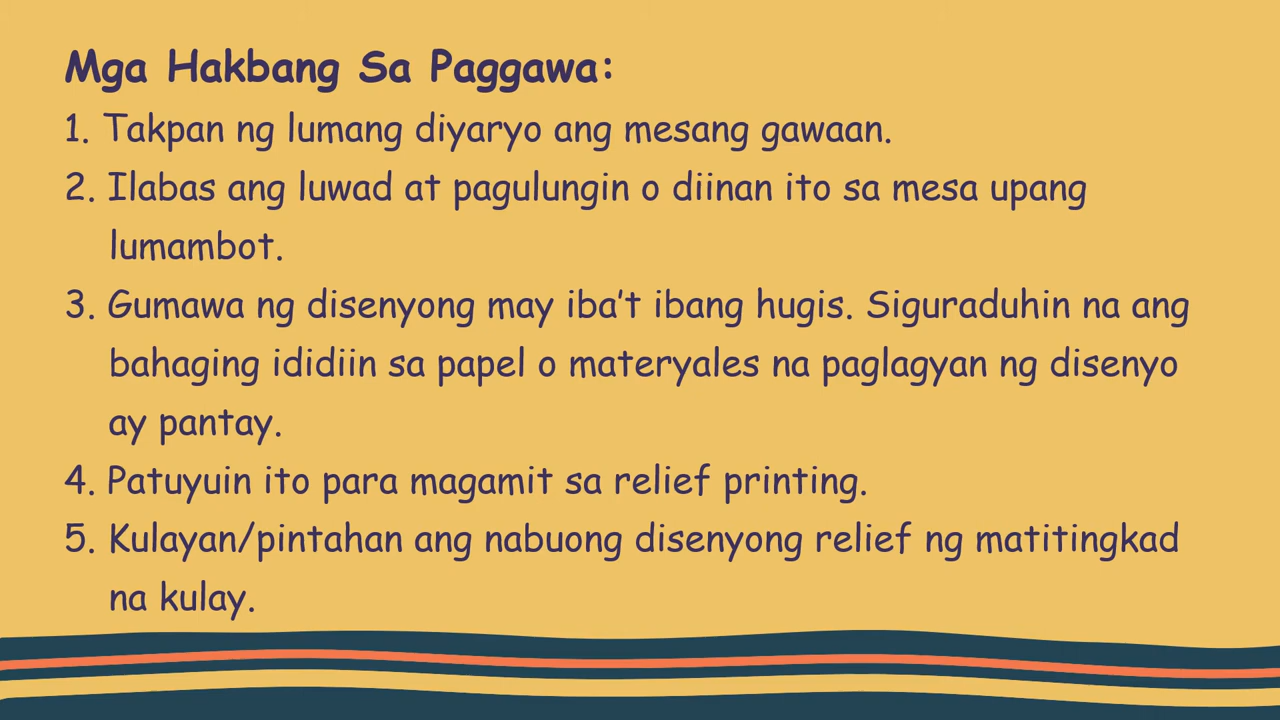 Mga Hakbang Sa Paggawa:
1. Takpan ng lumang diyaryo ang mesang gawaan.
2. Ilabas ang luwad at pagulungin o diinan ito sa mesa upang
lumambot.
3. Gumawa ng disenyong may iba't ibang hugis. Siguraduhin na ang
bahaging ididiin sa papel o materyales na paglagyan ng disenyo
ay pantay.
4. Patuyuin ito para magamit sa relief printing.
5. Kulayan/pintahan ang nabuong disenyong relief ng matitingkad
na kulay.